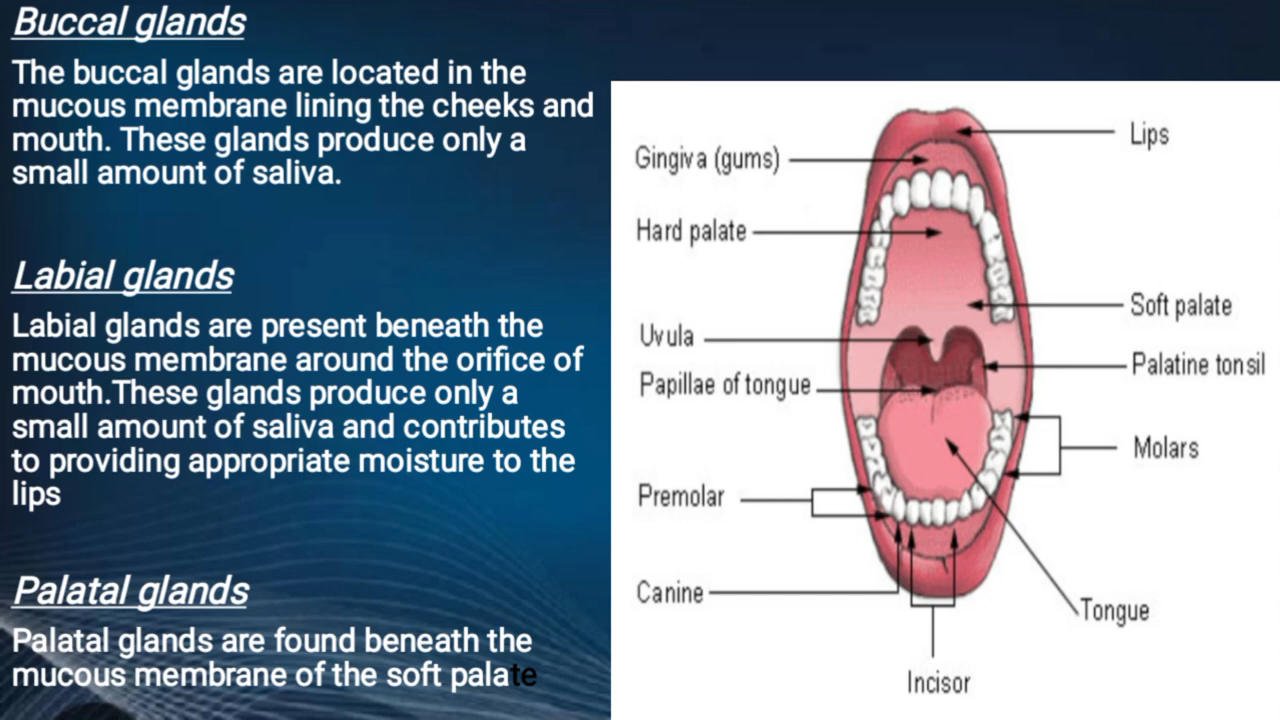 Buccal glands
The buccal glands are located in the
mucous membrane lining the cheeks and
mouth. These glands produce only a
small amount of saliva.
Labial glands
Labial glands are present beneath the
mucous membrane around the orifice of
mouth.These glands produce only a
small amount of saliva and contributes
to providing appropriate moisture to the
lips
Palatal glands
Palatal glands are found beneath the
mucous membrane of the soft palate
Lips
Gingiva (gums)
Hard palate
Soft palate
Uvula
Palatine tonsil
Papillae of tongue
Molars
Premolar
Canine
Tongue
Incisor